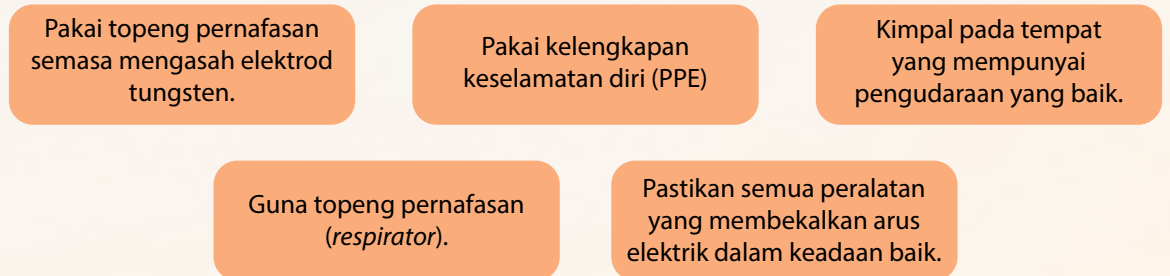 Pakai topeng pernafasan
semasa mengasah elektrod
tungsten.
Pakai kelengkapan
keselamatan diri (PPE)
Kimpal pada tempat
yang mempunyai
pengudaraan yang baik.
Guna topeng pernafasan
(respirator).
Pastikan semua peralatan
yang membekalkan arus
elektrik dalam keadaan baik.